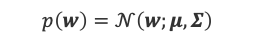 p(𝒘) = 𝒩(𝒘; 𝝁, 𝜮)